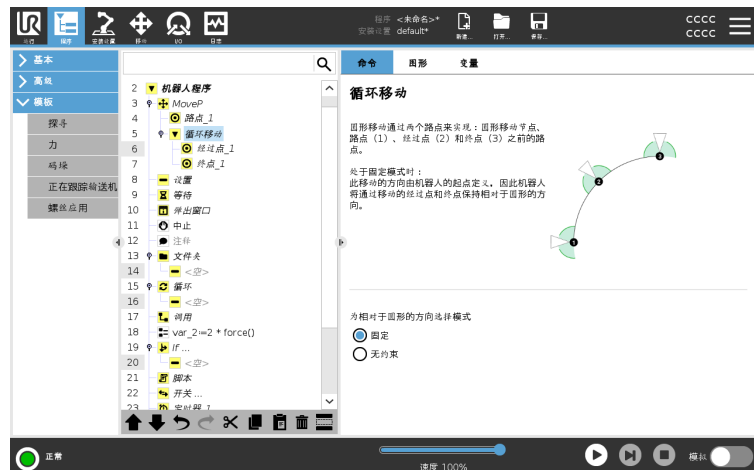 运行
程序
安装设置
移动
I/O
日志
程序 <未命名>*
安装设置 default*
新建...
打开...
保存...
CCCC
CCCC
基本
高级
模板
探寻
力
码垛
正在跟踪输送机
螺丝应用
2 机器人程序
3 MoveP
4 路点_1
5 循环移动
6 经过点_1
7 终点_1
8 设置
9 等待
10 弹出窗口
11 中止
12 注释
13 文件夹
14 <空>
15 循环
16 <空>
17 调用
18 var_2:=2 * force()
19 If ...
20 <空>
21 脚本
22 开关 ...
23 定时器_1
命令
图形
变量
循环移动
圆形移动通过两个路点来实现：圆形移动节点、
路点（1）、经过点（2）和终点（3）之前的路
点。
处于固定模式时：
此移动的方向由机器人的起点定义，因此机器人
将通过移动的经过点和终点保持相对于圆形的方
向。
1
2
3
为相对于圆形的方向选择模式
固定
无约束
正常
速度 100%
模拟